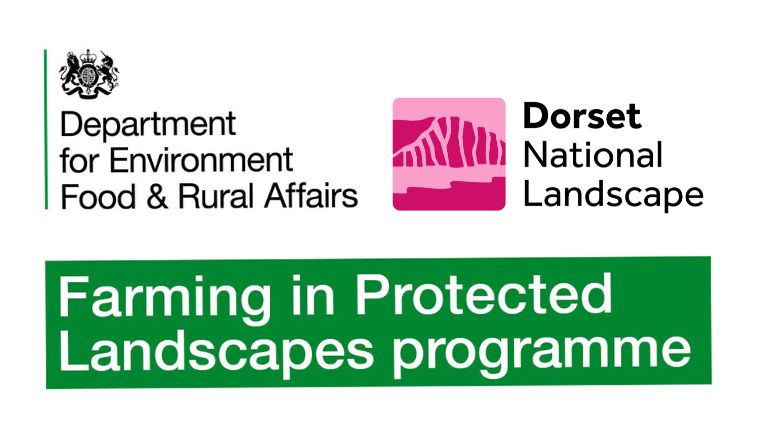 Department
for Environment
Food & Rural Affairs
Dorset
National
Landscape
Farming in Protected
Landscapes programme